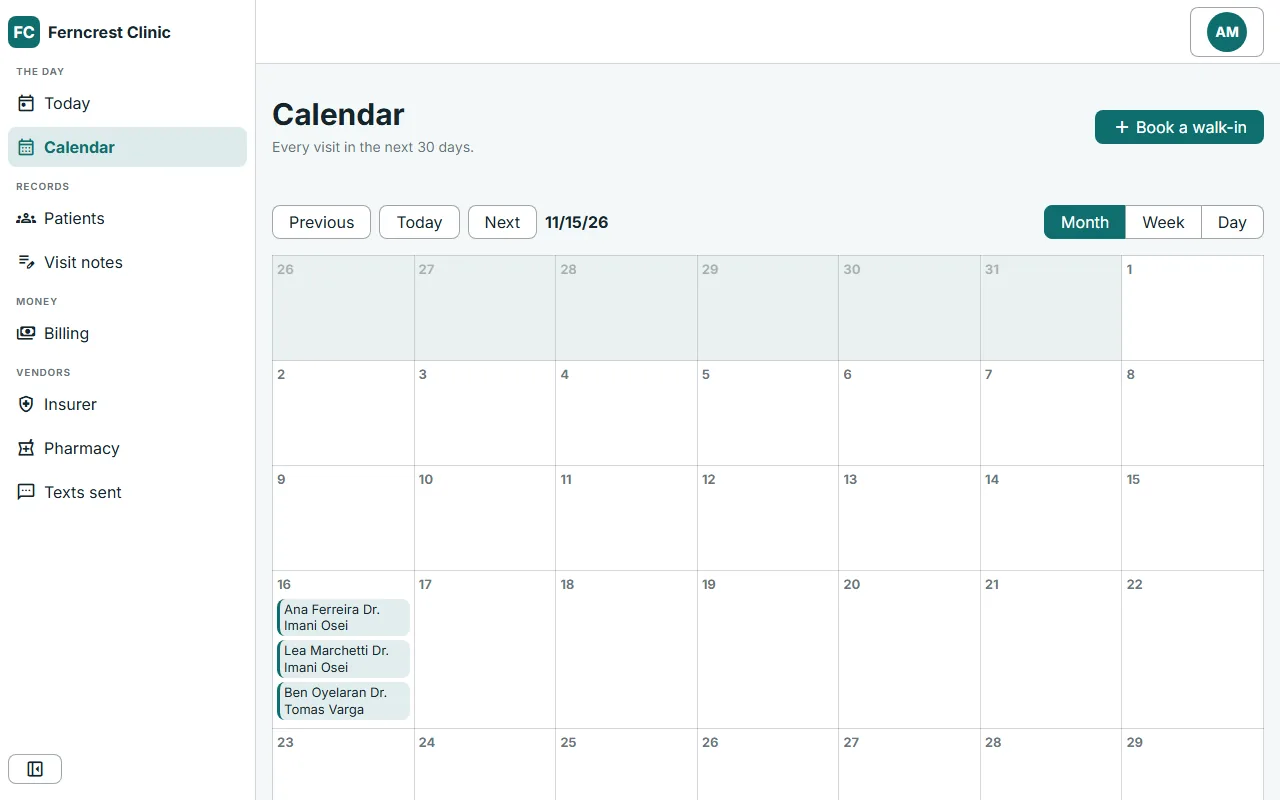 FC Ferncrest Clinic
AM
THE DAY
Today
Calendar
RECORDS
Patients
Visit notes
MONEY
Billing
VENDORS
Insurer
Pharmacy
Texts sent
Calendar
Every visit in the next 30 days.
+ Book a walk-in
Previous Today Next 11/15/26 Month Week Day
26 27 28 29 30 31 1
2 3 4 5 6 7 8
9 10 11 12 13 14 15
16 17 18 19 20 21 22
Ana Ferreira Dr.
Imani Osei
Lea Marchetti Dr.
Imani Osei
Ben Oyelaran Dr.
Tomas Varga
23 24 25 26 27 28 29